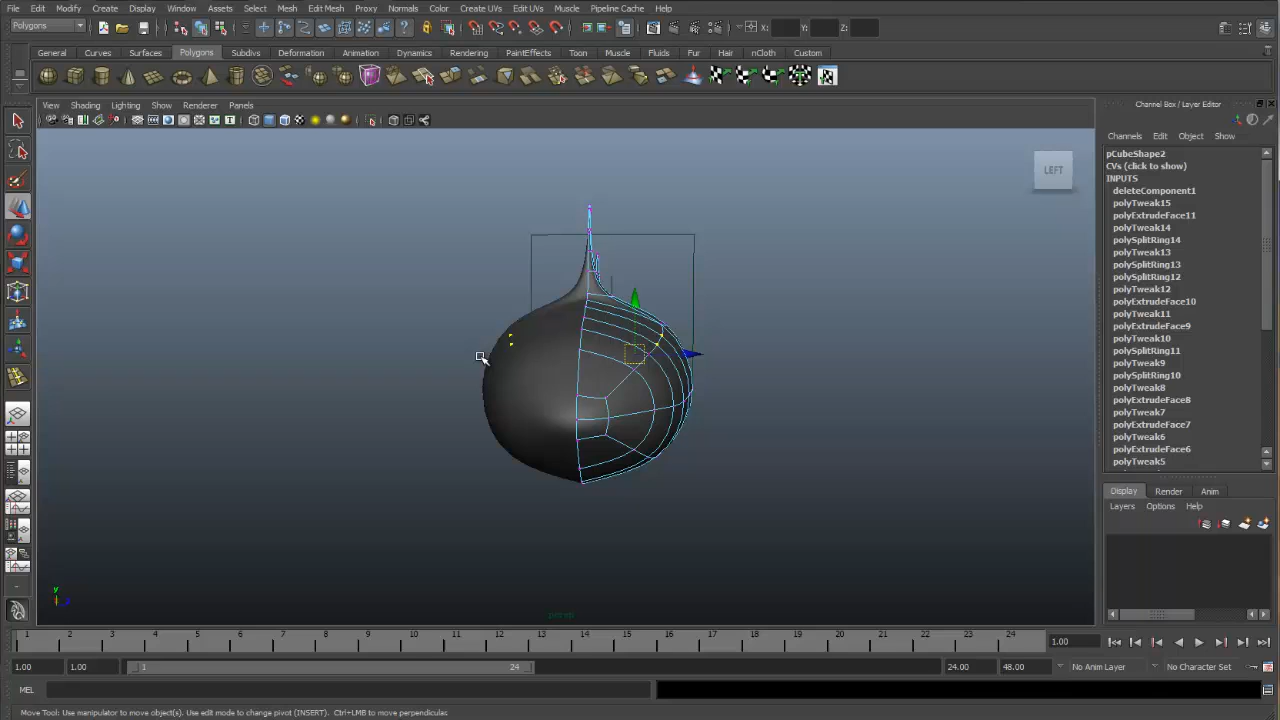 File Edit Modify Create Display Window Assets Select Mesh Edit Mesh Proxy Normals Color Create UVs Edit UVs Muscle Pipeline Cache Help
Polygons X: Y: Z:
General Curves Surfaces Polygons Subdivs Deformation Animation Dynamics Rendering PaintEffects Toon Muscle Fluids Fur Hair nCloth Custom
View Shading Lighting Show Renderer Panels
Channel Box / Layer Editor
Channels Edit Object Show
pCubeShape2
CVs (click to show)
INPUTS
deleteComponent1
polyTweak15
polyExtrudeFace11
polyTweak14
polySplitRing14
polyTweak13
polySplitRing13
polySplitRing12
polyTweak12
polyExtrudeFace10
polyTweak11
polyExtrudeFace9
polyTweak10
polySplitRing11
polyTweak9
polySplitRing10
polyTweak8
polyExtrudeFace8
polyTweak7
polyExtrudeFace7
polyTweak6
polyExtrudeFace6
polyTweak5
LEFT
Display Render Anim
Layers Options Help
y
persp
1 2 3 4 5 6 7 8 9 10 11 12 13 14 15 16 17 18 19 20 21 22 23 24 1.00
1.00 1.00 1 24 24.00 48.00 No Anim Layer No Character Set
MEL
Move Tool: Use manipulator to move object(s). Use edit mode to change pivot (INSERT). Ctrl+LMB to move perpendicular.